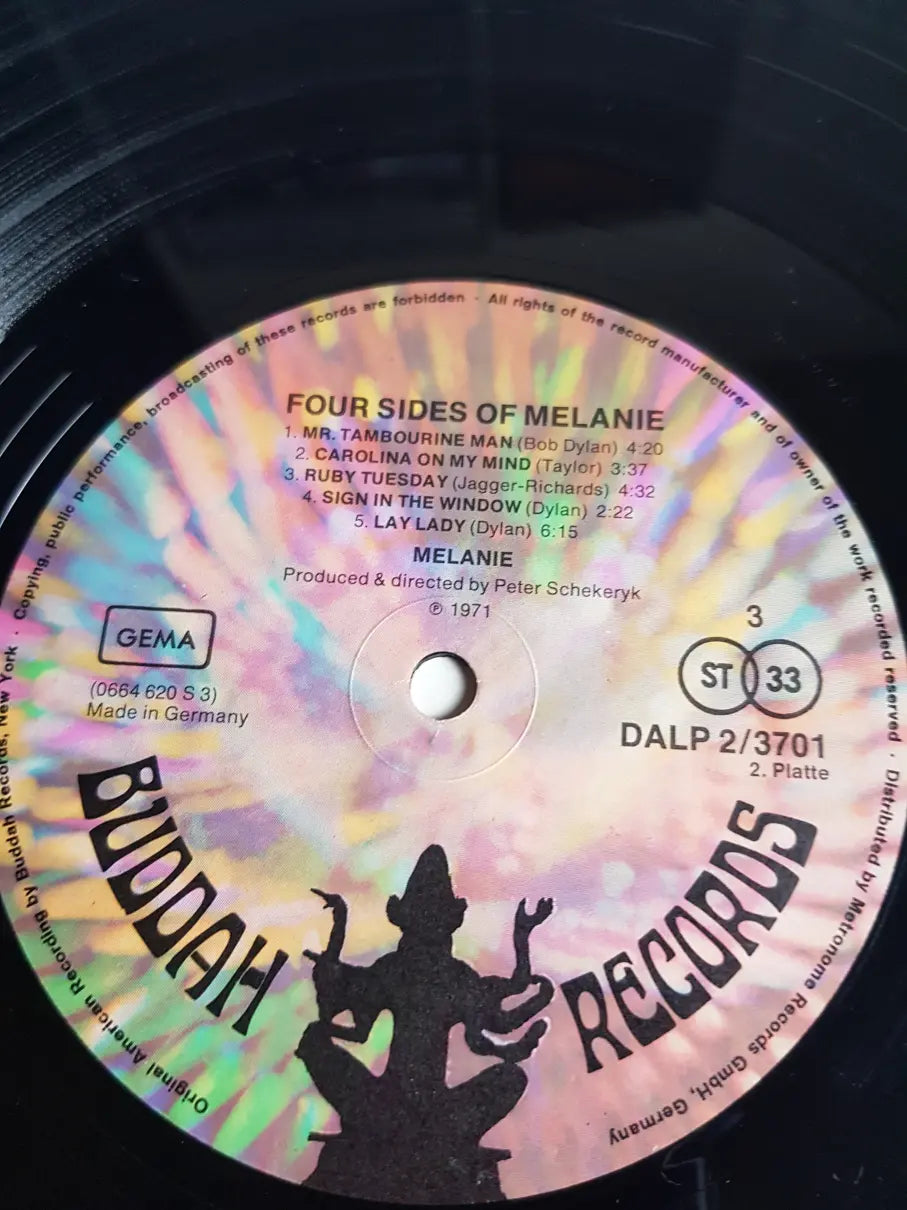 Original American Recording by Buddah Records, New York · Copying, public performance, broadcasting of these records are forbidden · All rights of the record manufacturer and of owner of the work recorded reserved · Distributed by Metronome Records GmbH, Germany
FOUR SIDES OF MELANIE
1. MR. TAMBOURINE MAN (Bob Dylan) 4:20
2. CAROLINA ON MY MIND (Taylor) 3:37
3. RUBY TUESDAY (Jagger-Richards) 4:32
4. SIGN IN THE WINDOW (Dylan) 2:22
5. LAY LADY (Dylan) 6:15
MELANIE
Produced & directed by Peter Schekeryk
℗ 1971
GEMA
(0664 620 S 3)
Made in Germany
3
ST 33
DALP 2/3701
2. Platte
BUDDAH RECORDS